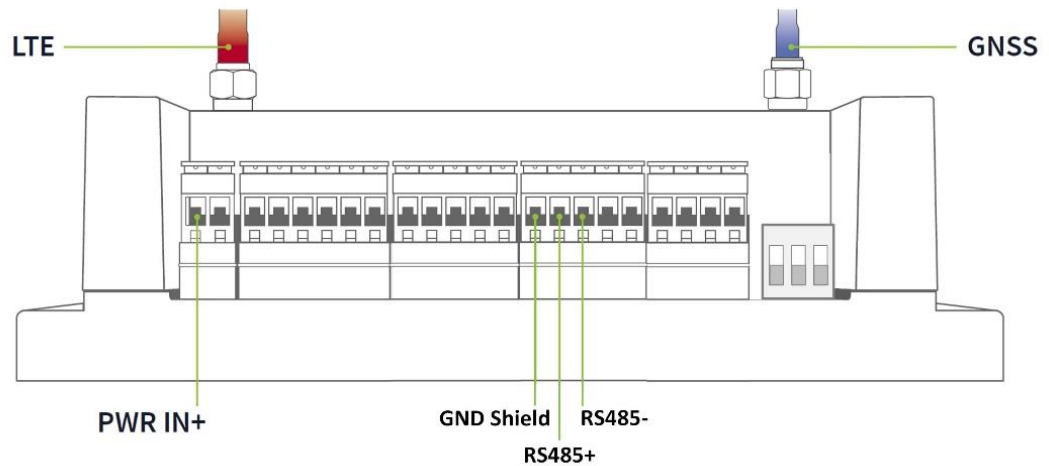 LTE
GNSS
PWR IN+
GND Shield
RS485-
RS485+